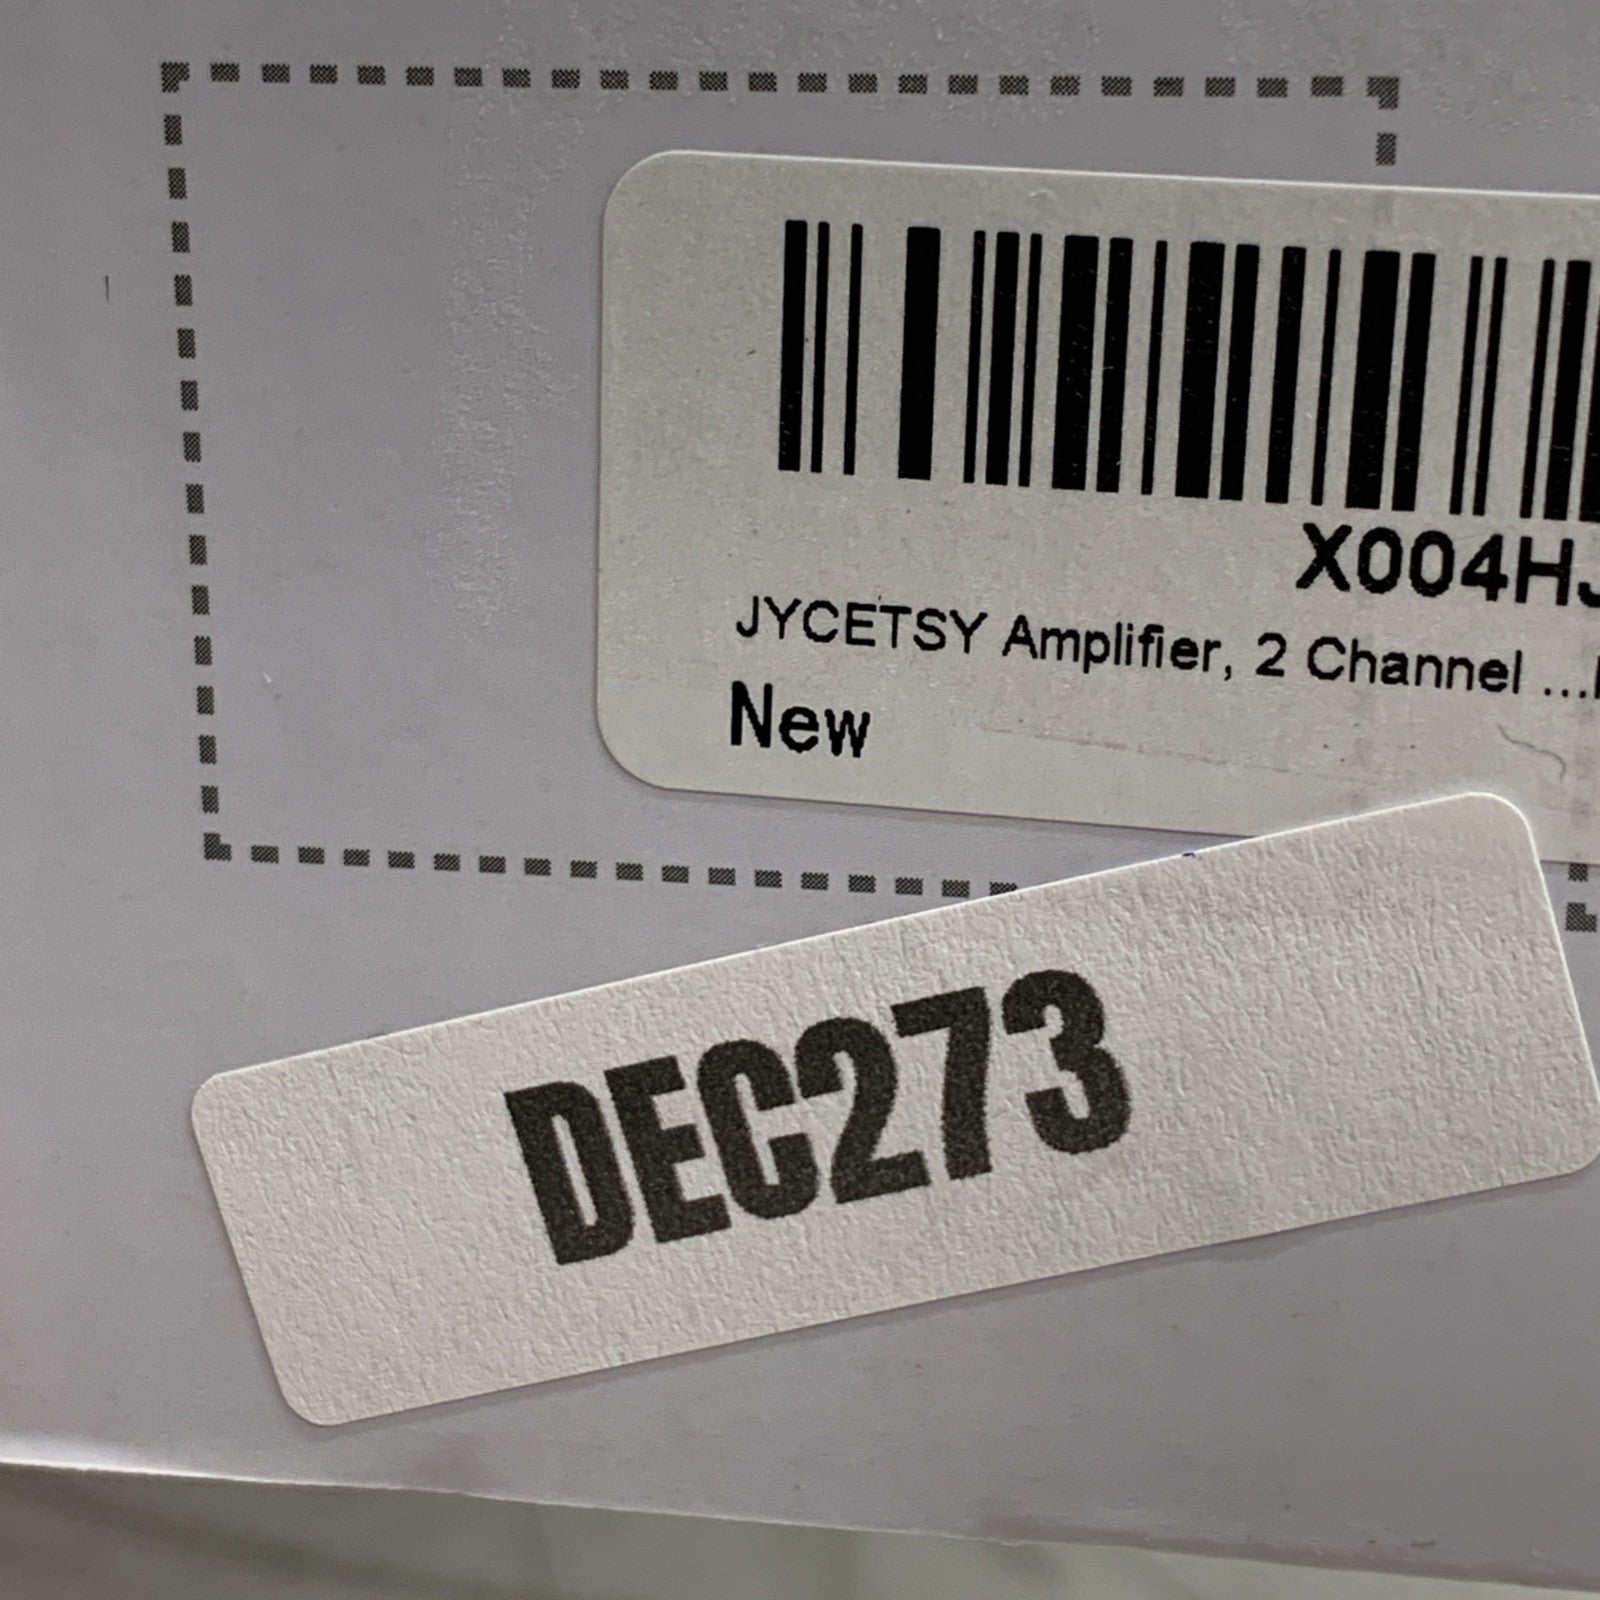 X004HJ
JYCETSY Amplifier, 2 Channel ...
New
DEC273